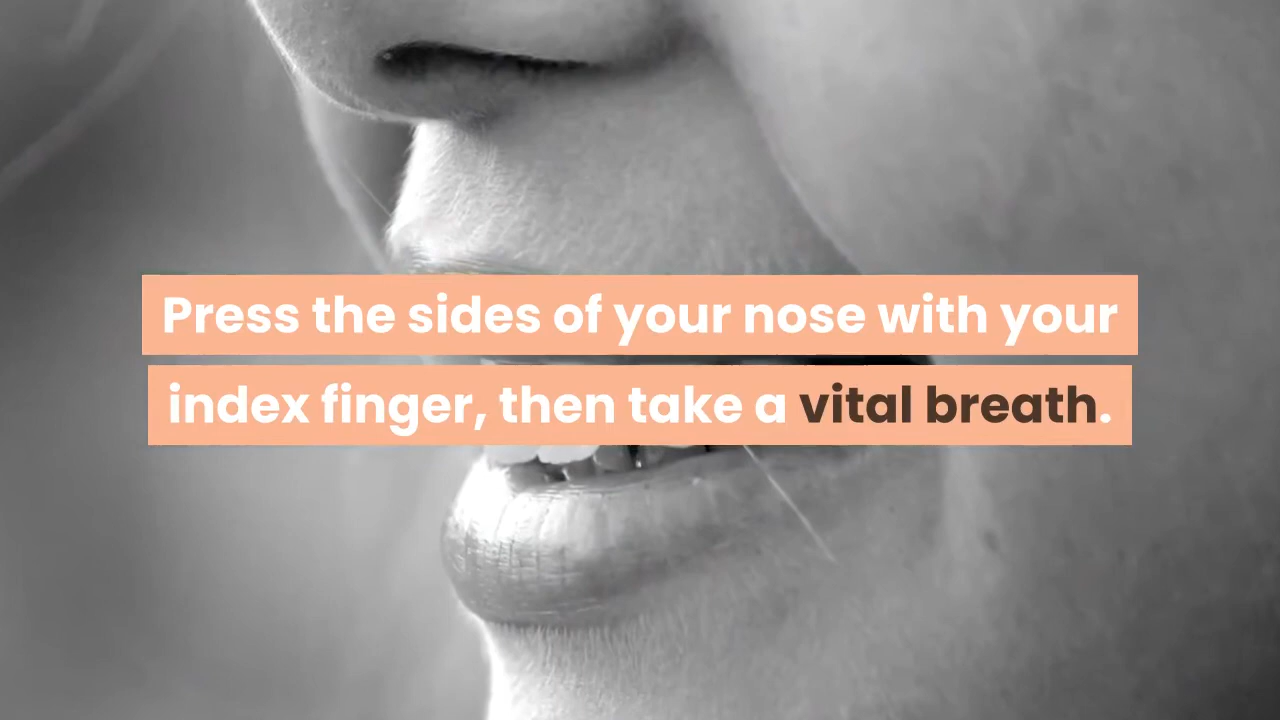 Press the sides of your nose with your
index finger, then take a vital breath.